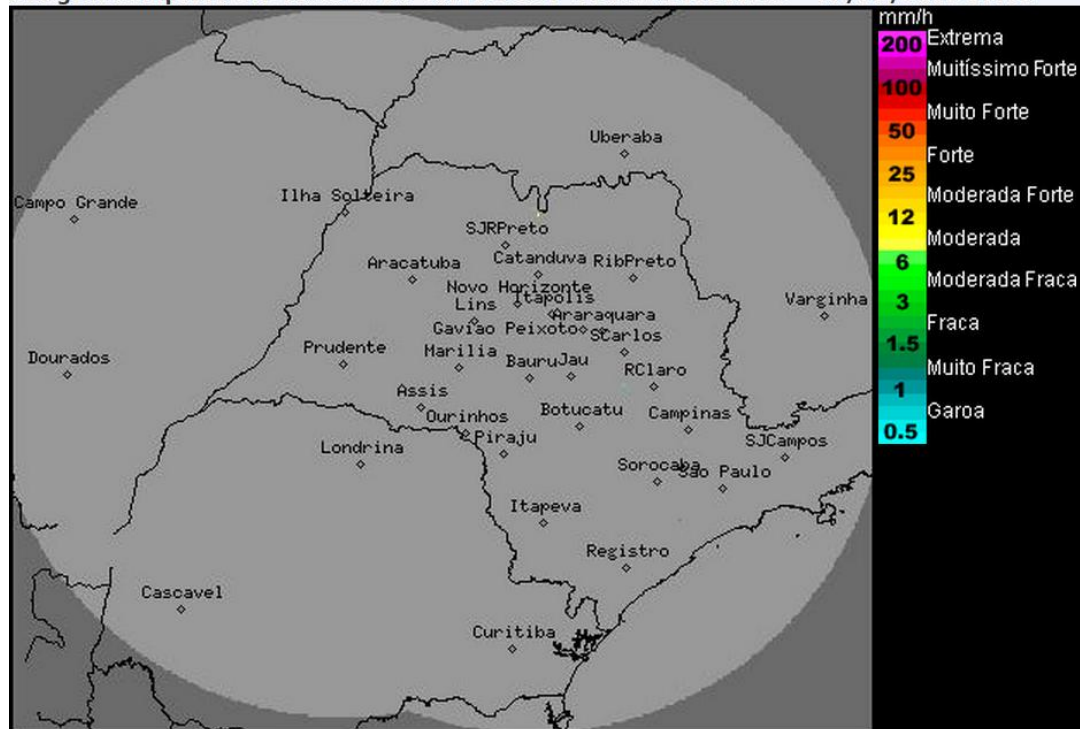 mm/h
200 Extrema
Muitíssimo Forte
100
Muito Forte
50
Forte
25
Moderada Forte
12
Moderada
6
Moderada Fraca
3
Fraca
1.5
Muito Fraca
1
Garoa
0.5
Uberaba
Campo Grande
Ilha Solteira
SJRPreto
Catanduva
RibPreto
Aracatuba
Novo Horizonte
Itapolis
Lins
Araraquara
Gaviao Peixoto
SCarlos
Varginha
Prudente
Marilia
Dourados
Bauru
Jau
RClaro
Assis
Botucatu
Campinas
Ourinhos
Piraju
SJCampos
Londrina
Sorocaba
Sao Paulo
Itapeva
Registro
Cascavel
Curitiba